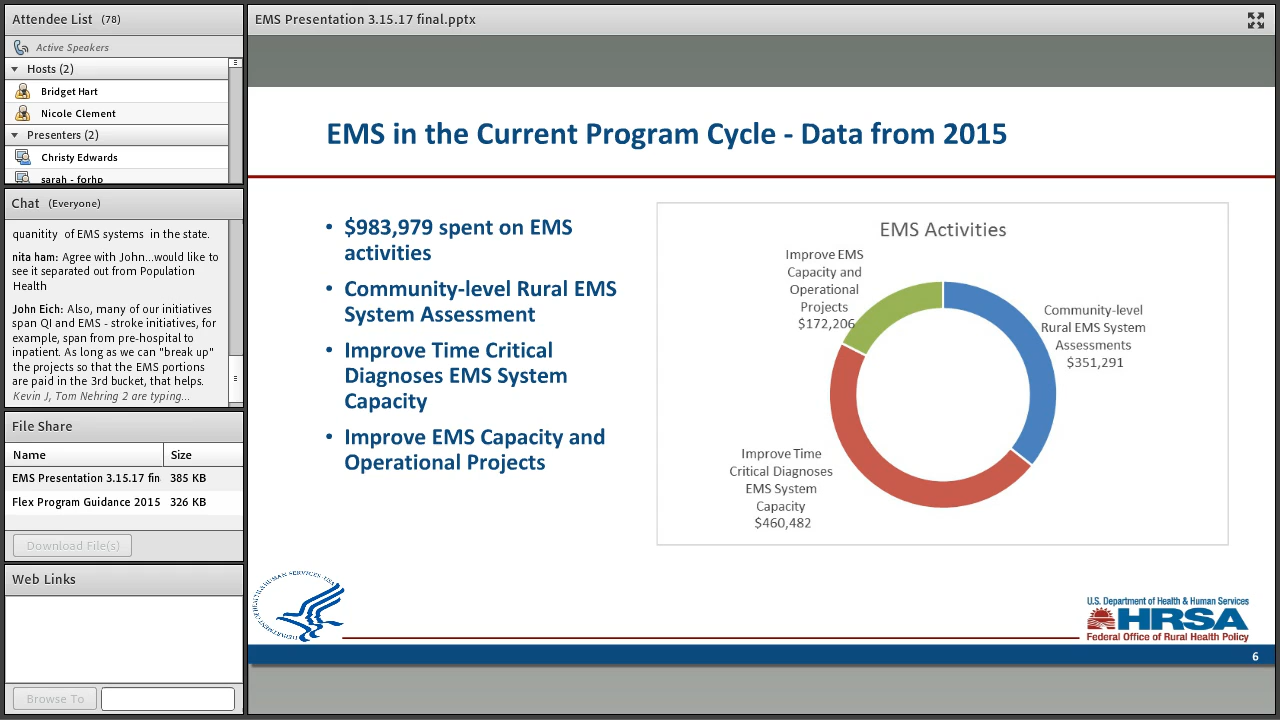 Attendee List (78)
Active Speakers
Hosts (2)
Bridget Hart
Nicole Clement
Presenters (2)
Christy Edwards
sarah - forhp
Chat (Everyone)
quanitity of EMS systems in the state.
nita ham: Agree with John...would like to
see it separated out from Population
Health
John Eich: Also, many of our initiatives
span QI and EMS - stroke initiatives, for
example, span from pre-hospital to
inpatient. As long as we can "break up"
the projects so that the EMS portions
are paid in the 3rd bucket, that helps.
Kevin J, Tom Nehring 2 are typing...
File Share
Name Size
EMS Presentation 3.15.17 fin 385 KB
Flex Program Guidance 2015 326 KB
Download File(s)
Web Links
Browse To
EMS Presentation 3.15.17 final.pptx
EMS in the Current Program Cycle - Data from 2015
• $983,979 spent on EMS
activities
• Community-level Rural EMS
System Assessment
• Improve Time Critical
Diagnoses EMS System
Capacity
• Improve EMS Capacity and
Operational Projects
EMS Activities
Improve EMS
Capacity and
Operational
Projects
$172,206
Community-level
Rural EMS System
Assessments
$351,291
Improve Time
Critical Diagnoses
EMS System
Capacity
$460,482
DEPARTMENT OF HEALTH & HUMAN SERVICES · USA
U.S. Department of Health & Human Services
HRSA
Federal Office of Rural Health Policy
6